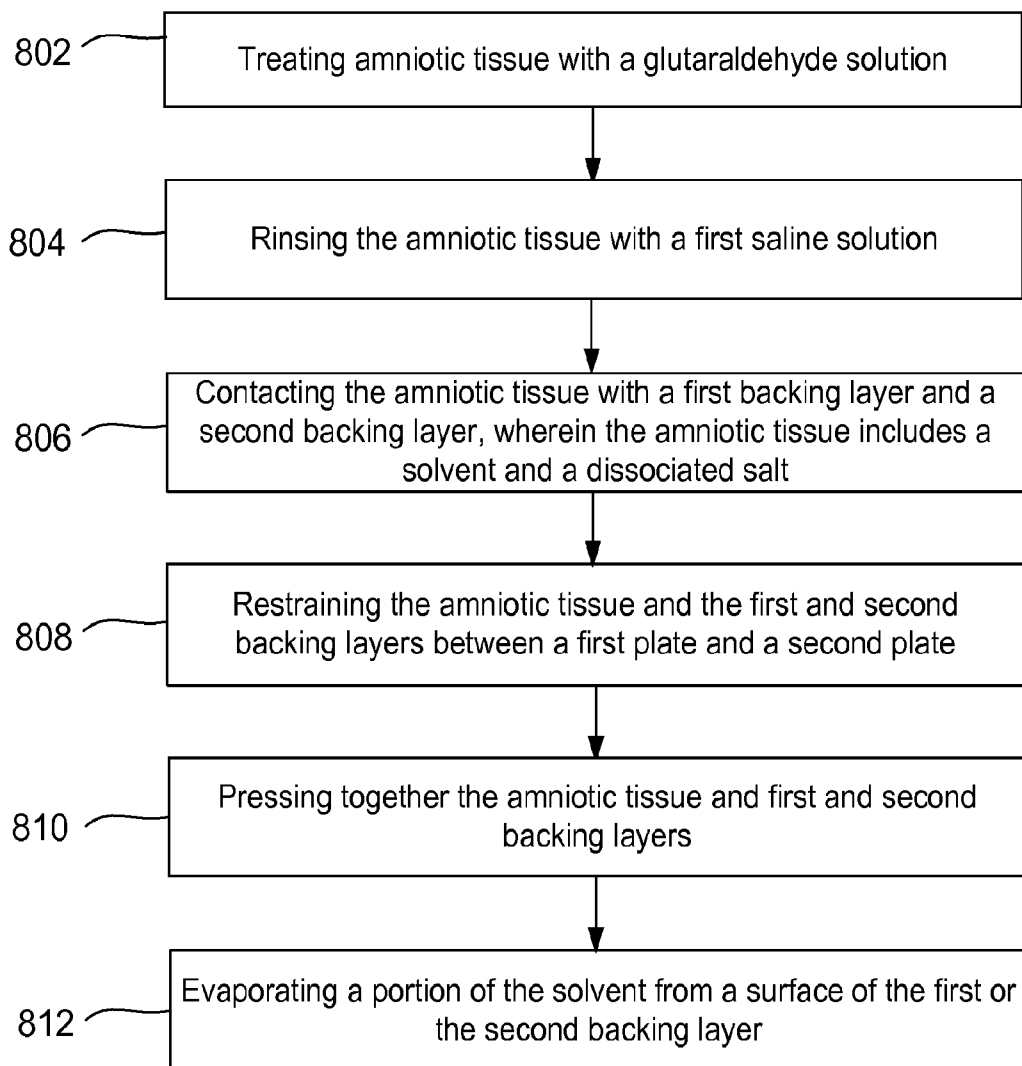 802
Treating amniotic tissue with a glutaraldehyde solution
804
Rinsing the amniotic tissue with a first saline solution
806
Contacting the amniotic tissue with a first backing layer and a
second backing layer, wherein the amniotic tissue includes a
solvent and a dissociated salt
808
Restraining the amniotic tissue and the first and second
backing layers between a first plate and a second plate
810
Pressing together the amniotic tissue and first and second
backing layers
812
Evaporating a portion of the solvent from a surface of the first or
the second backing layer